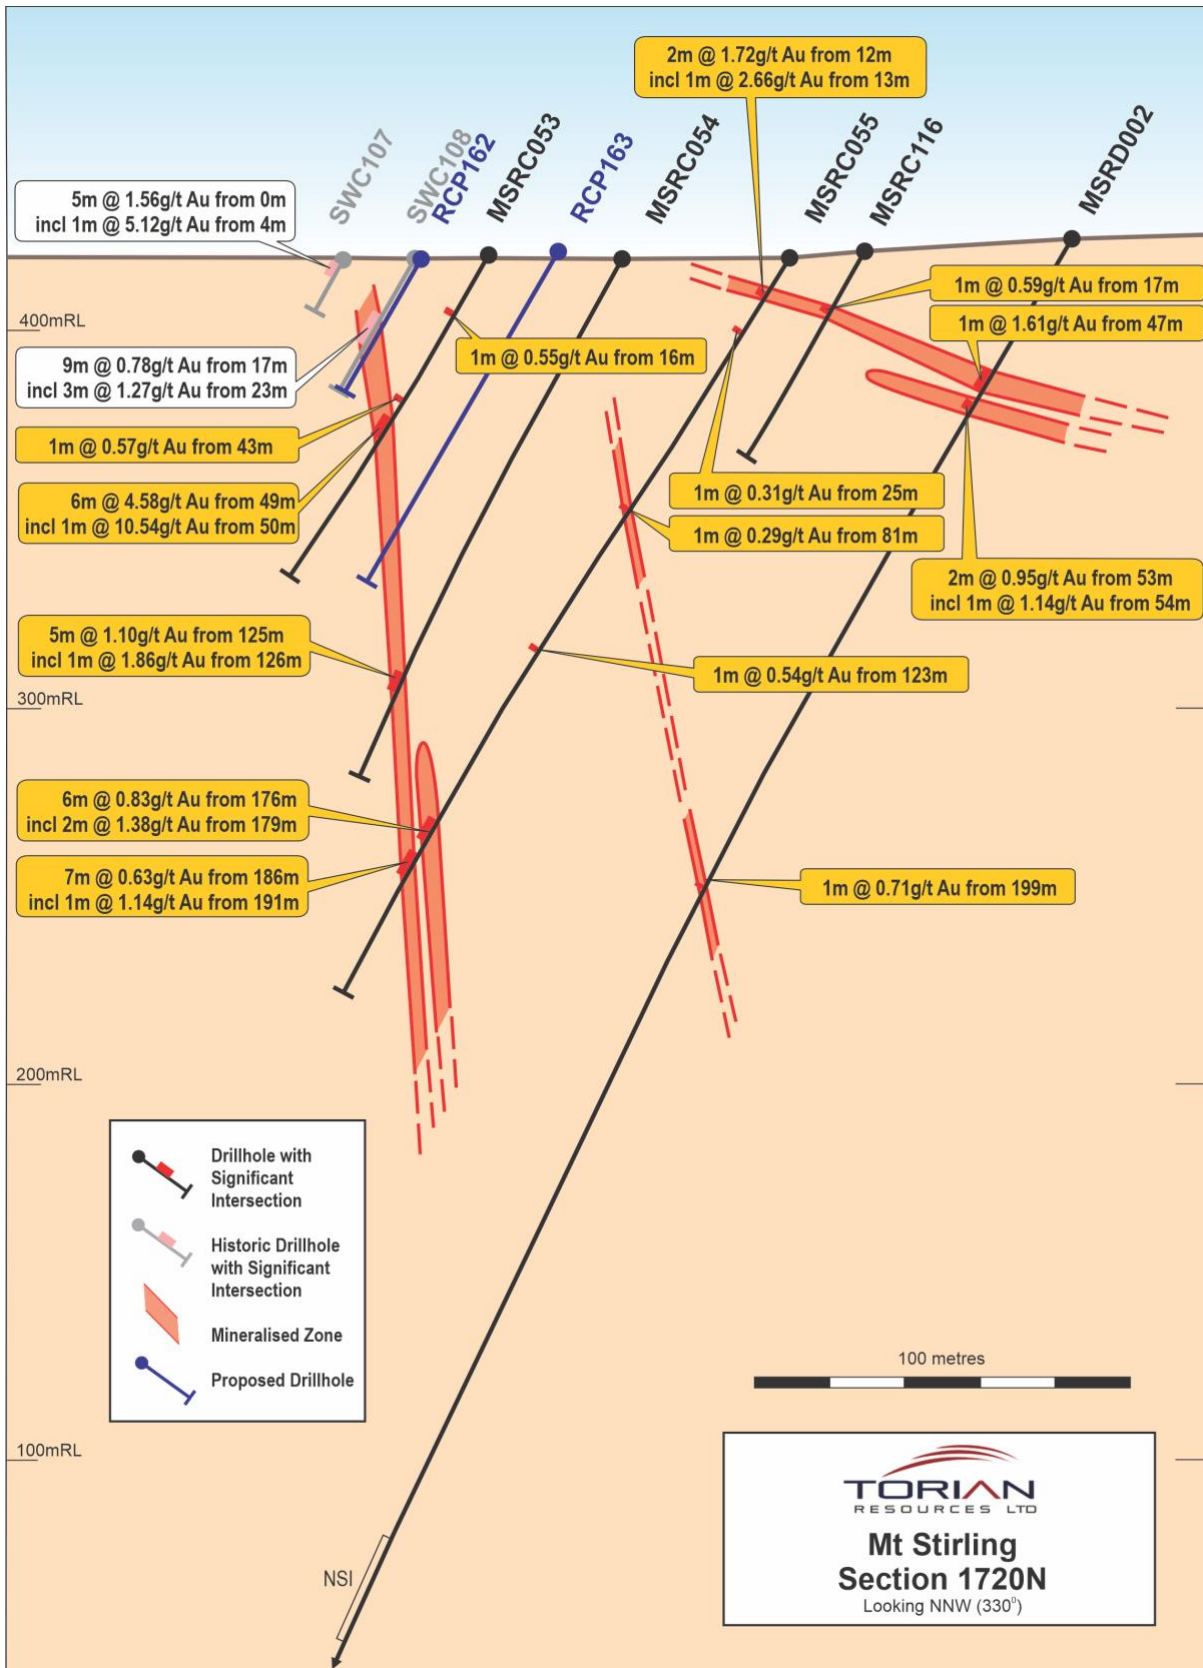 2m @ 1.72g/t Au from 12m
incl 1m @ 2.66g/t Au from 13m
SWC107
SWC108
RCP162
MSRC053
RCP163
MSRC054
MSRC055
MSRC116
MSRD002
5m @ 1.56g/t Au from 0m
incl 1m @ 5.12g/t Au from 4m
1m @ 0.59g/t Au from 17m
1m @ 1.61g/t Au from 47m
400mRL
1m @ 0.55g/t Au from 16m
9m @ 0.78g/t Au from 17m
incl 3m @ 1.27g/t Au from 23m
1m @ 0.57g/t Au from 43m
6m @ 4.58g/t Au from 49m
incl 1m @ 10.54g/t Au from 50m
1m @ 0.31g/t Au from 25m
1m @ 0.29g/t Au from 81m
2m @ 0.95g/t Au from 53m
incl 1m @ 1.14g/t Au from 54m
5m @ 1.10g/t Au from 125m
incl 1m @ 1.86g/t Au from 126m
1m @ 0.54g/t Au from 123m
300mRL
6m @ 0.83g/t Au from 176m
incl 2m @ 1.38g/t Au from 179m
7m @ 0.63g/t Au from 186m
incl 1m @ 1.14g/t Au from 191m
1m @ 0.71g/t Au from 199m
200mRL
Drillhole with
Significant
Intersection
Historic Drillhole
with Significant
Intersection
Mineralised Zone
Proposed Drillhole
100 metres
100mRL
NSI
TORIAN
RESOURCES LTD
Mt Stirling
Section 1720N
Looking NNW (330⁰)